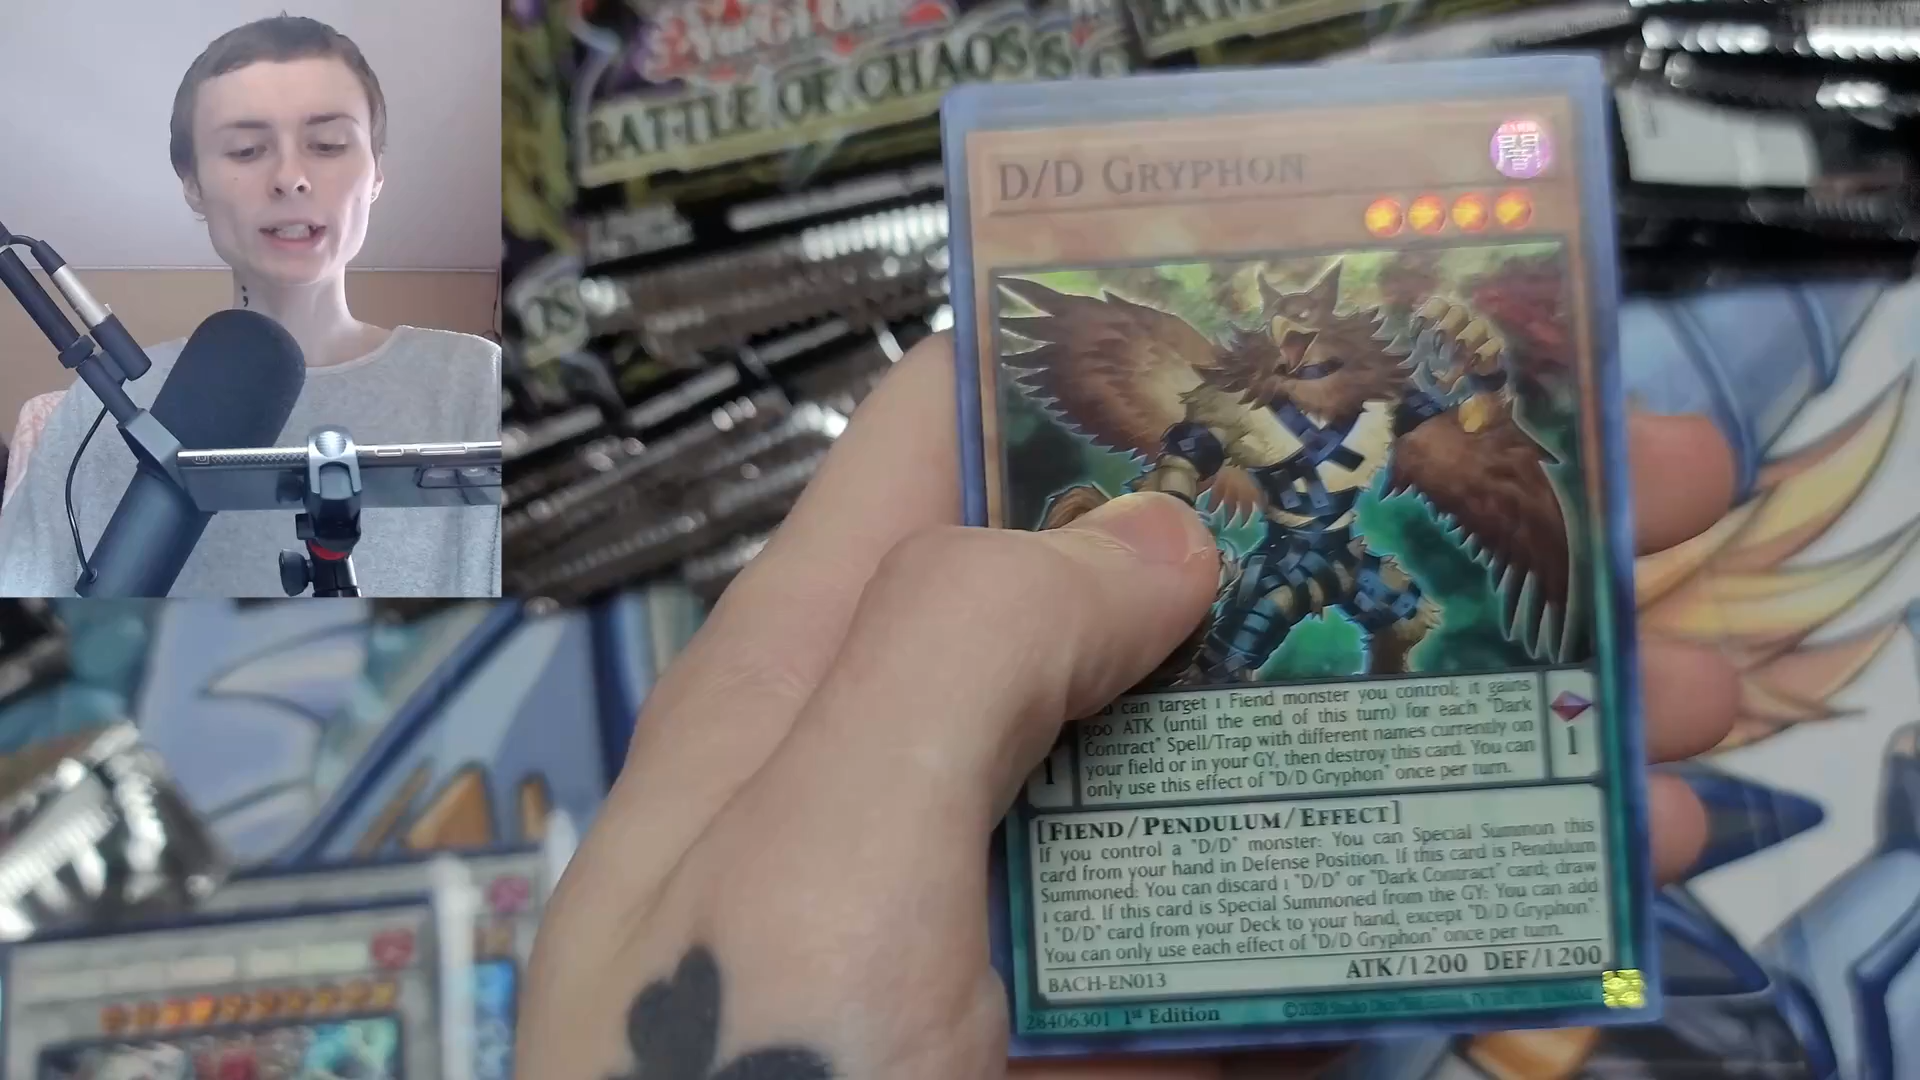 Yu-Gi-Oh!
BATTLE OF CHAOS
D/D GRYPHON
can target 1 Fiend monster you control; it gains
500 ATK (until the end of this turn) for each "Dark
Contract" Spell/Trap with different names currently on
your field or in your GY, then destroy this card. You can
only use this effect of "D/D Gryphon" once per turn.
1
1
[FIEND/PENDULUM/EFFECT]
If you control a "D/D" monster: You can Special Summon this
card from your hand in Defense Position. If this card is Pendulum
Summoned: You can discard 1 "D/D" or "Dark Contract" card; draw
1 card. If this card is Special Summoned from the GY: You can add
1 "D/D" card from your Deck to your hand, except "D/D Gryphon".
You can only use each effect of "D/D Gryphon" once per turn.
ATK/1200 DEF/1200
BACH-EN013
28406301 1st Edition